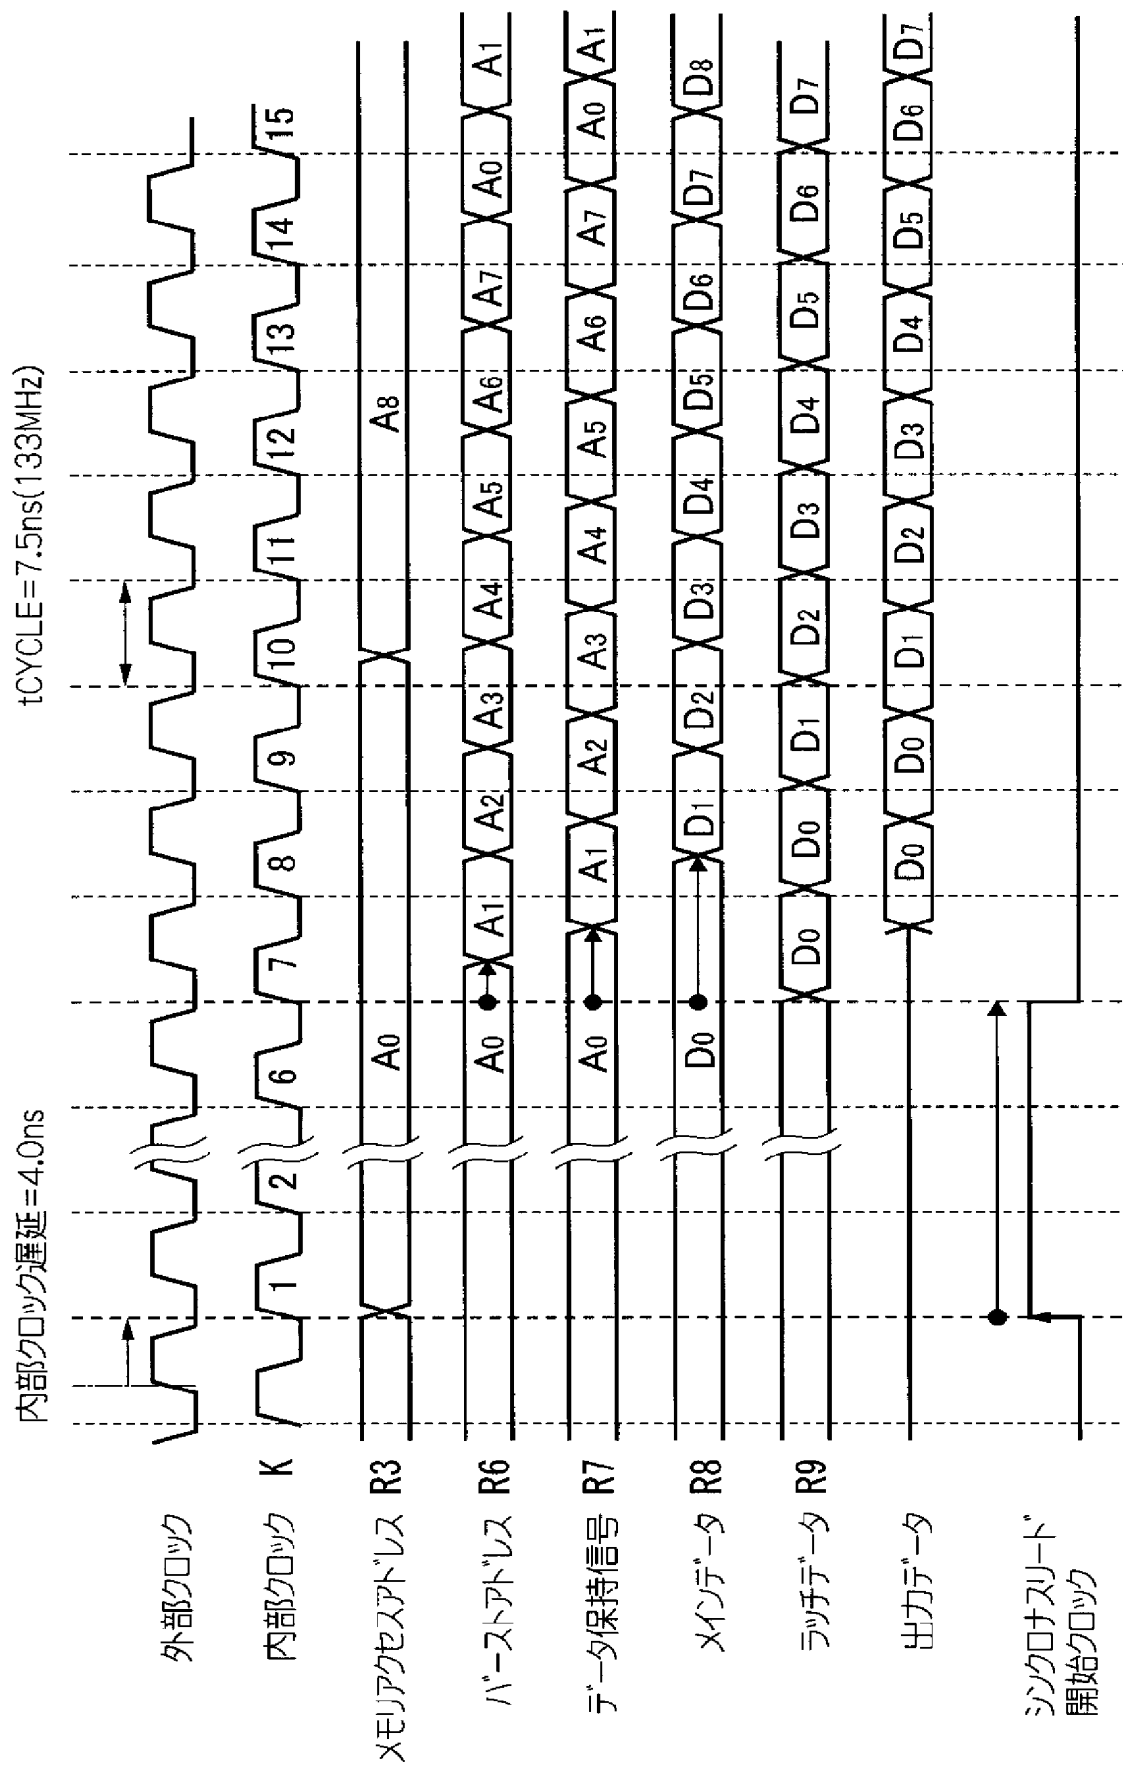 内部クロック遅延=4.0ns
tCYCLE=7.5ns(133MHz)
外部クロック
内部クロック K 1 2 6 7 8 9 10 11 12 13 14 15
メモリアクセスアドレス R3 A0 A8
バーストアドレス R6 A0 A1 A2 A3 A4 A5 A6 A7 A0 A1
データ保持信号 R7 A0 A1 A2 A3 A4 A5 A6 A7 A0 A1
メインデータ R8 D0 D1 D2 D3 D4 D5 D6 D7 D8
ラッチデータ R9 D0 D0 D1 D2 D3 D4 D5 D6 D7
出力データ D0 D0 D1 D2 D3 D4 D5 D6 D7
シンクロナスリード
開始クロック